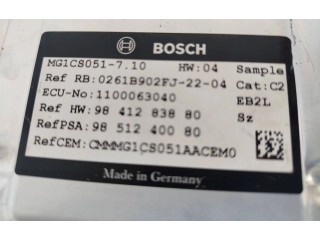 BOSCH
MG1CS051-7.10 HW:04 Sample
Ref RB:0261B902FJ-22-04 Cat:C2
ECU-No:1100063040 EB2L
Ref HW:98 412 838 80 Sz
RefPSA:98 512 400 80
RefCEM:CMMMG1CS051AACEM0
Made in Germany